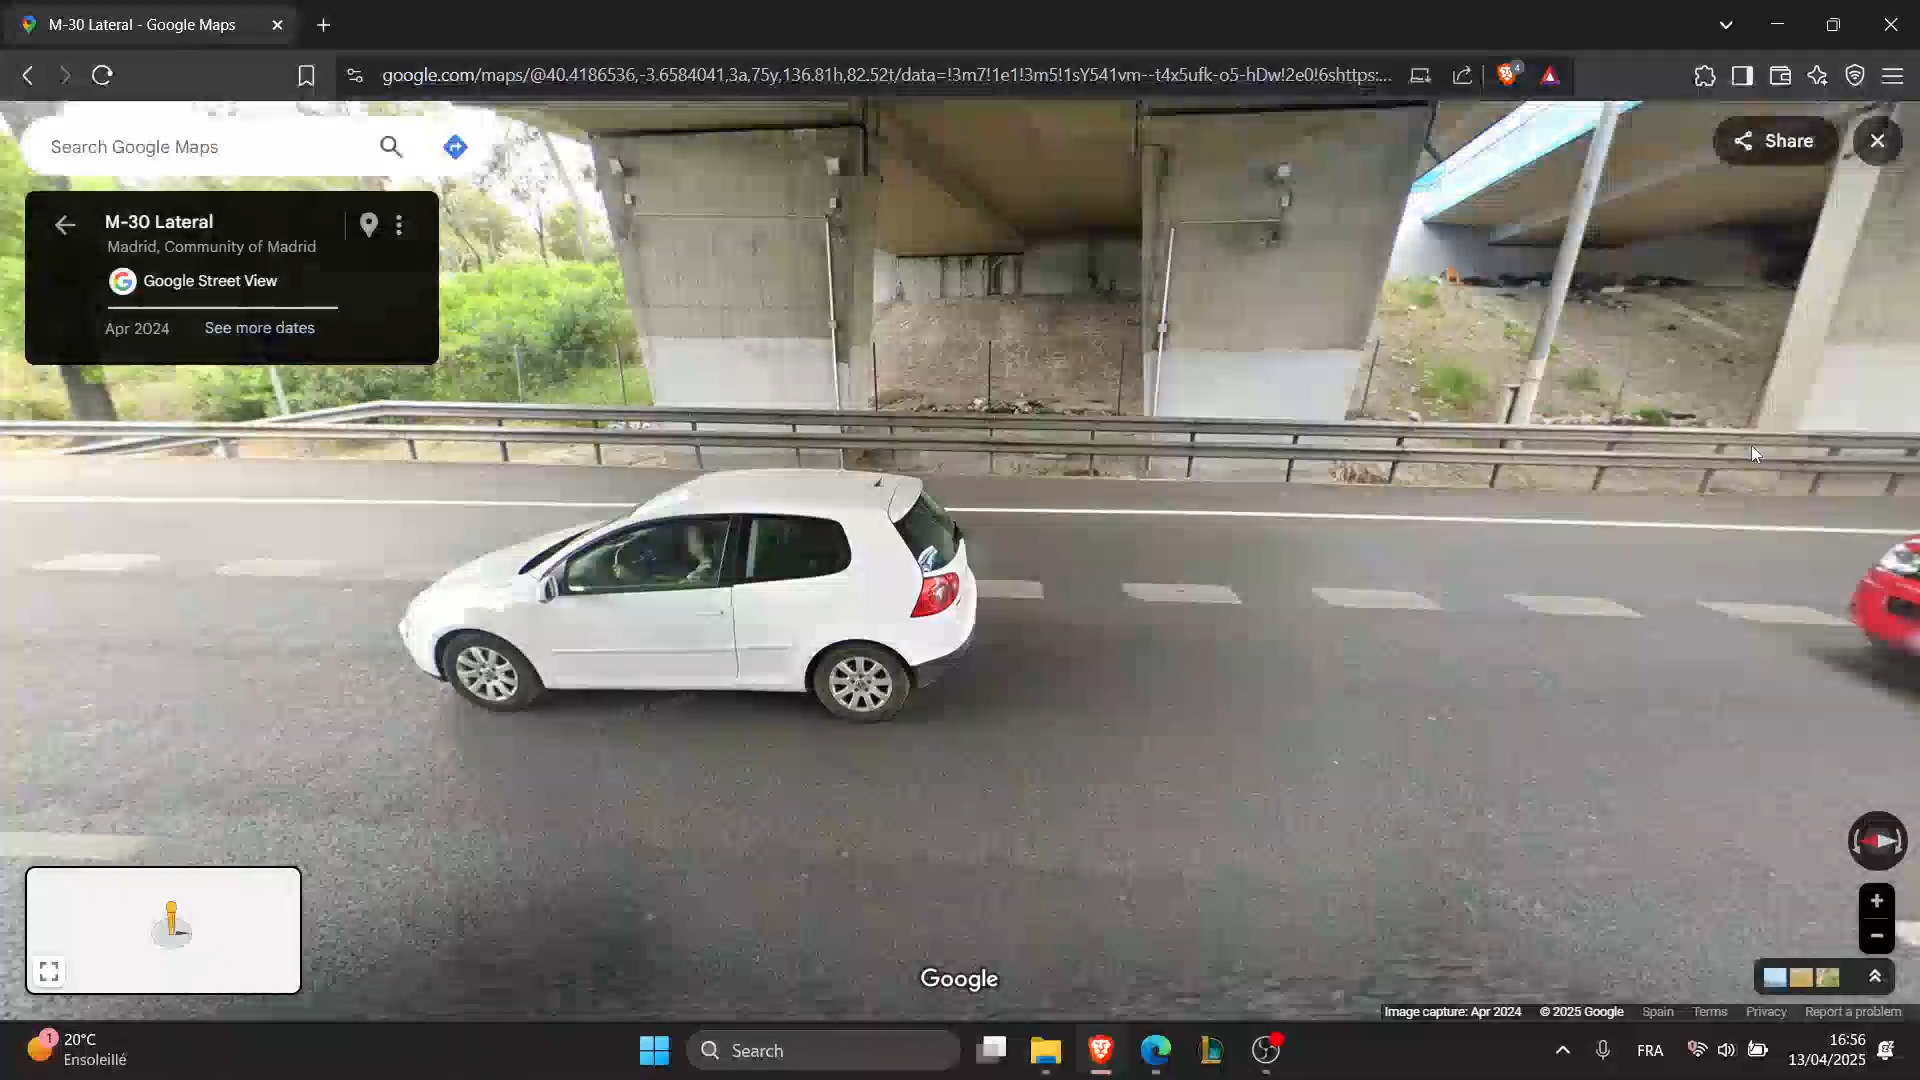 M-30 Lateral - Google Maps
google.com/maps/@40.4186536,-3.6584041,3a,75y,136.81h,82.52t/data=!3m7!1e1!3m5!1sY541vm--t4x5ufk-o5-hDw!2e0!6shttps:...
4
Search Google Maps
Share
M-30 Lateral
Madrid, Community of Madrid
Google Street View
Apr 2024 See more dates
Google
Image capture: Apr 2024 © 2025 Google Spain Terms Privacy Report a problem
1
20°C
Ensoleillé
Search
FRA
16:56
13/04/2025